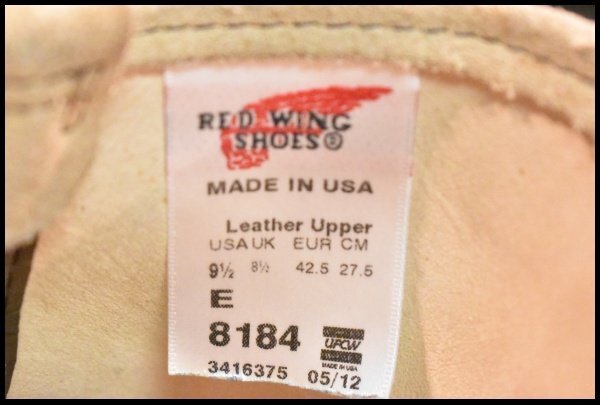 RED WING
SHOES®
MADE IN USA
Leather Upper
USA UK EUR CM
9½ 8½ 42.5 27.5
E
8184
UFCW
MADE IN USA
3416375 05/12